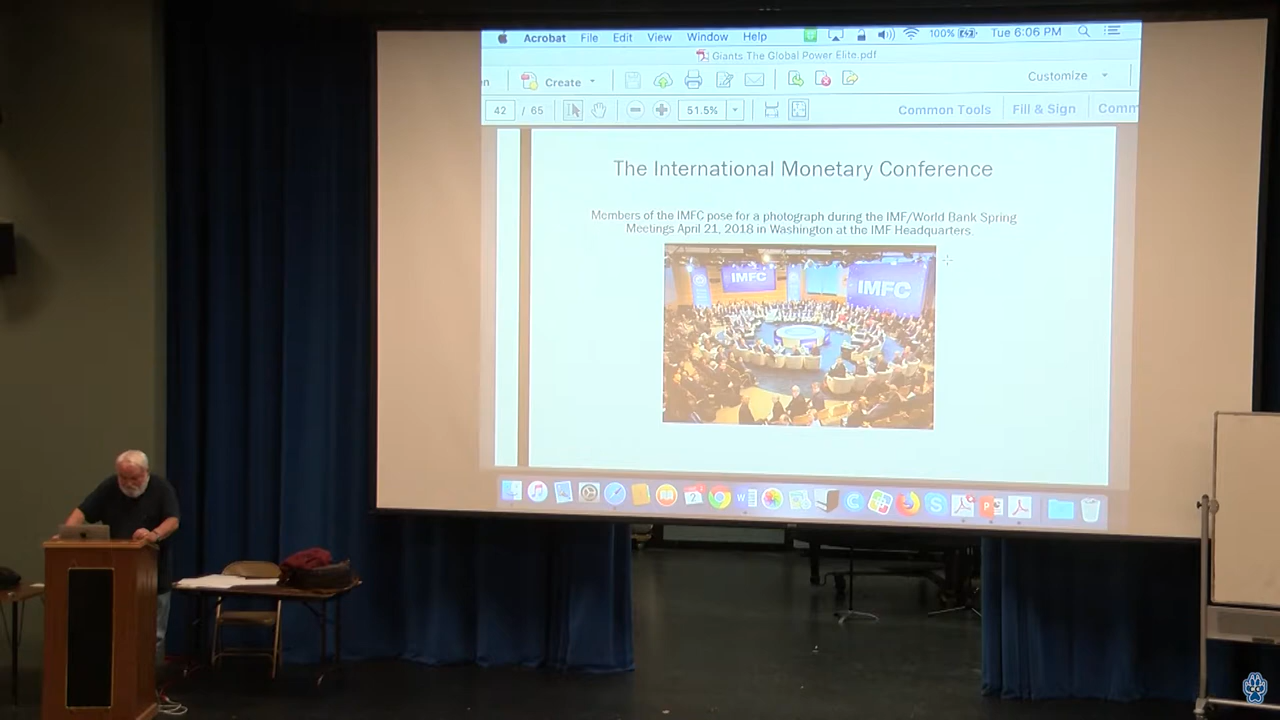 Acrobat File Edit View Window Help 100% Tue 6:06 PM
Giants The Global Power Elite.pdf
en Create Customize
42 / 65 51.5% Common Tools Fill & Sign Comm
The International Monetary Conference
Members of the IMFC pose for a photograph during the IMF/World Bank Spring
Meetings April 21, 2018 in Washington at the IMF Headquarters.
IMFC
IMFC